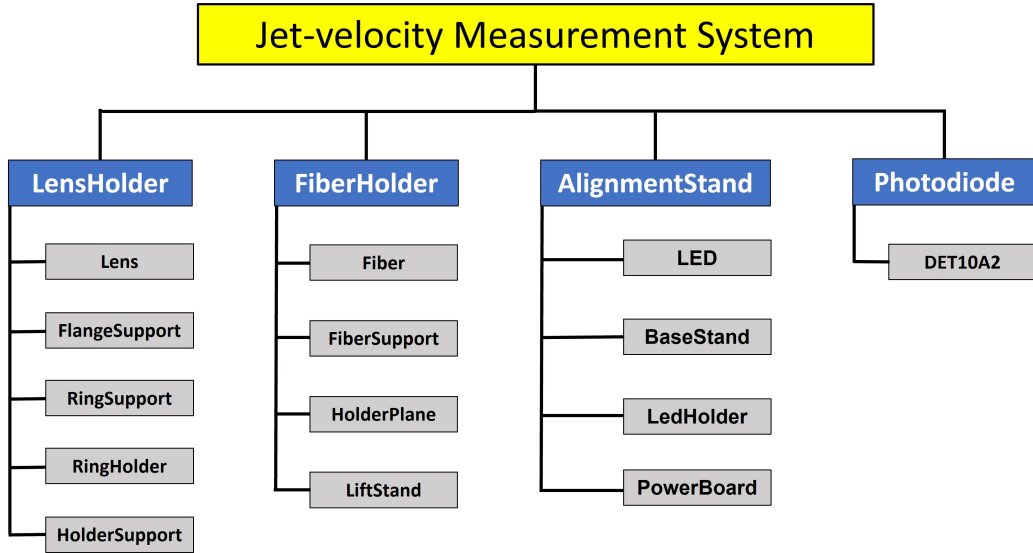 Jet-velocity Measurement System
LensHolder
Lens
FlangeSupport
RingSupport
RingHolder
HolderSupport
FiberHolder
Fiber
FiberSupport
HolderPlane
LiftStand
AlignmentStand
LED
BaseStand
LedHolder
PowerBoard
Photodiode
DET10A2